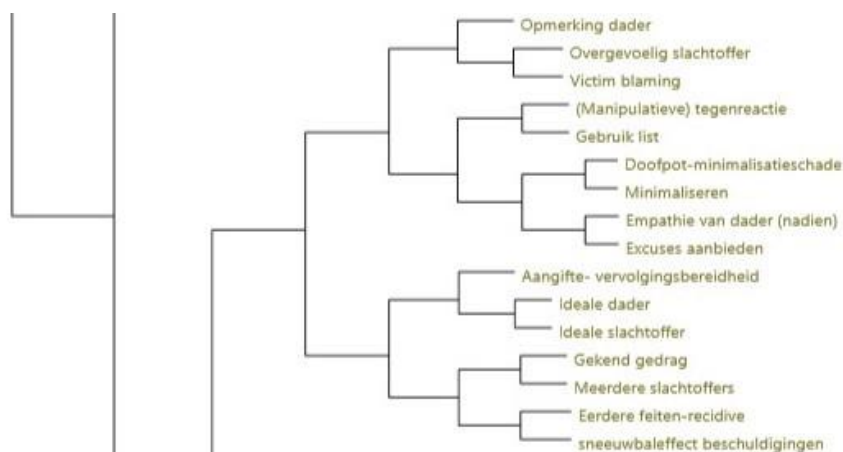 Opmerking dader
Overgevoelig slachtoffer
Victim blaming
(Manipulatieve) tegenreactie
Gebruik list
Doofpot-minimalisatieschade
Minimaliseren
Empathie van dader (nadien)
Excuses aanbieden
Aangifte- vervolgingsbereidheid
Ideale dader
Ideale slachtoffer
Gekend gedrag
Meerdere slachtoffers
Eerdere feiten-recidive
sneeuwbaleffect beschuldigingen